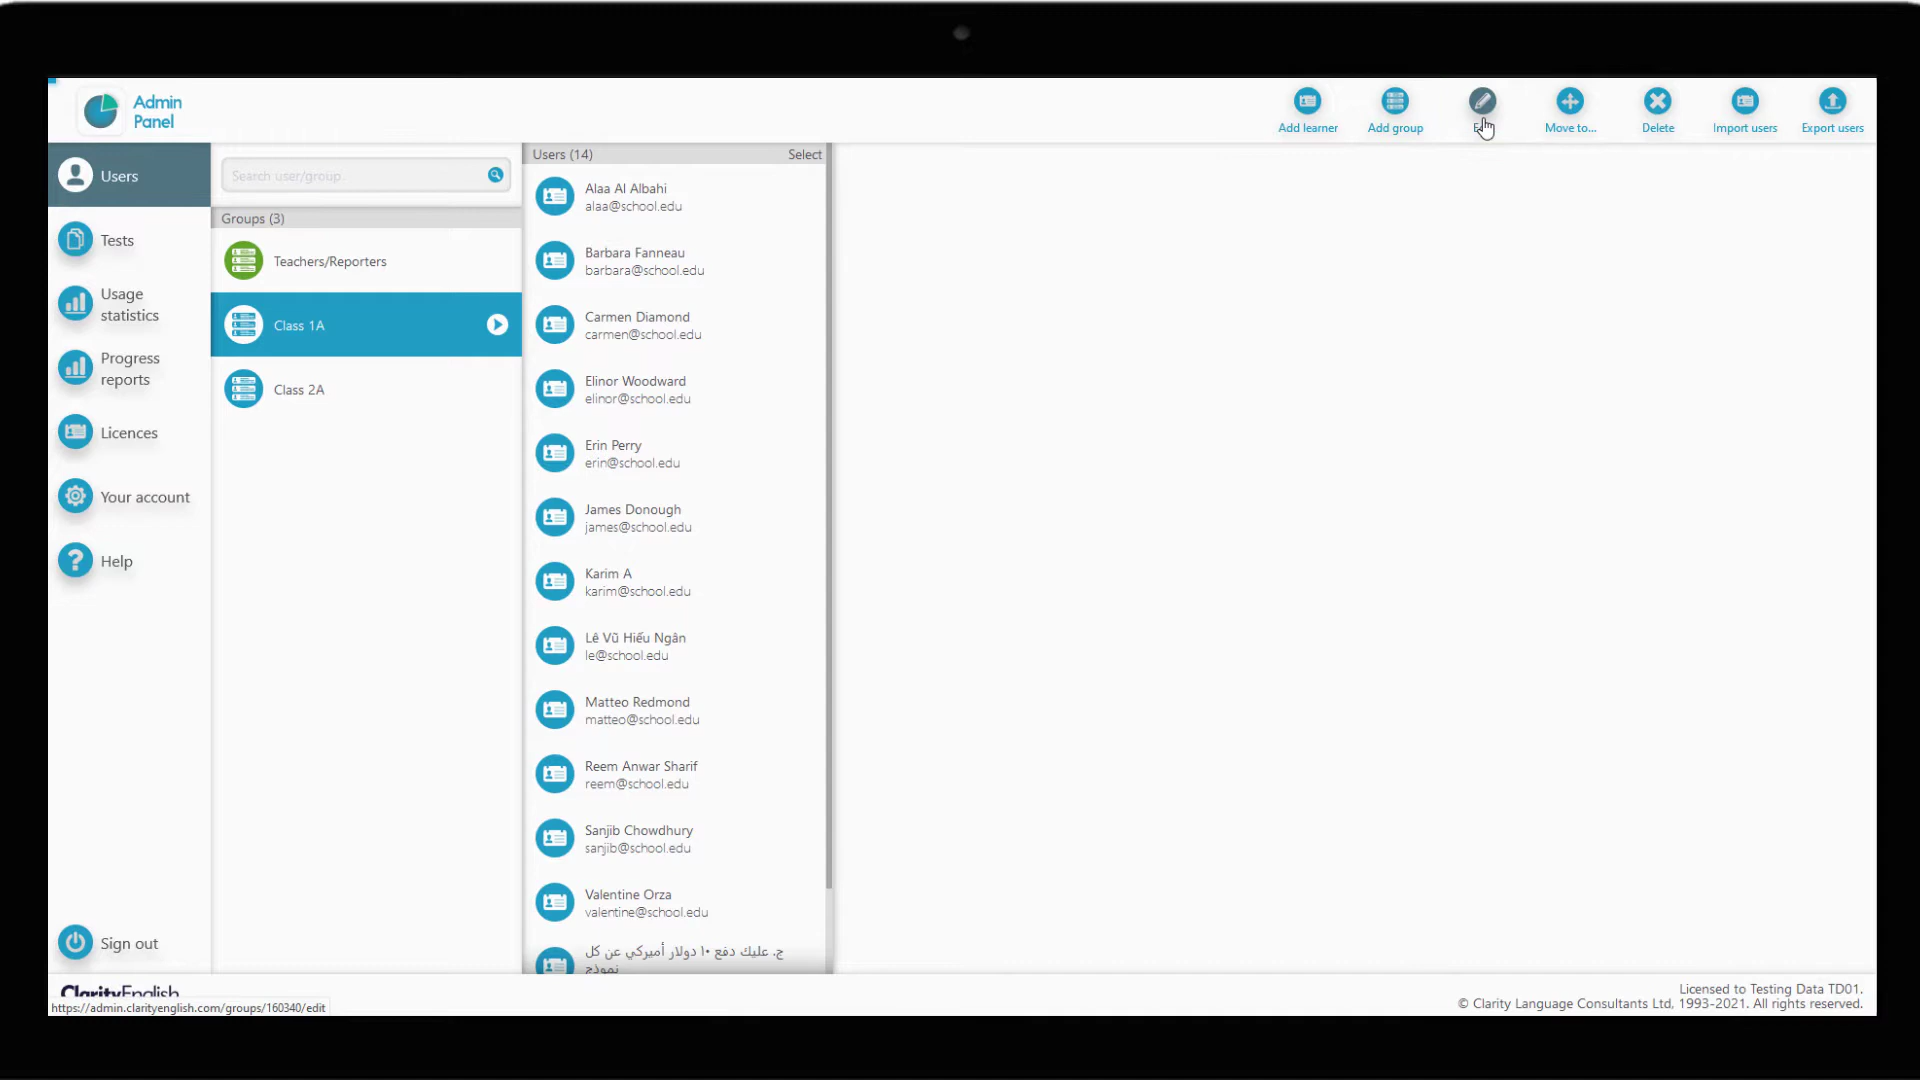 Admin
Panel
Add learner
Add group
Move to...
Delete
Import users
Export users
Users
Tests
Usage
statistics
Progress
reports
Licences
Your account
Help
Sign out
Search user/group
Groups (3)
Teachers/Reporters
Class 1A
Class 2A
Users (14)
Select
Alaa Al Albahi
alaa@school.edu
Barbara Fanneau
barbara@school.edu
Carmen Diamond
carmen@school.edu
Elinor Woodward
elinor@school.edu
Erin Perry
erin@school.edu
James Donough
james@school.edu
Karim A
karim@school.edu
Lê Vũ Hiếu Ngân
le@school.edu
Matteo Redmond
matteo@school.edu
Reem Anwar Sharif
reem@school.edu
Sanjib Chowdhury
sanjib@school.edu
Valentine Orza
valentine@school.edu
ج. عليك دفع ١٠ دولار أميركي عن كل
نموذج
ClarityEnglish
https://admin.clarityenglish.com/groups/160340/edit
Licensed to Testing Data TD01.
© Clarity Language Consultants Ltd, 1993-2021. All rights reserved.